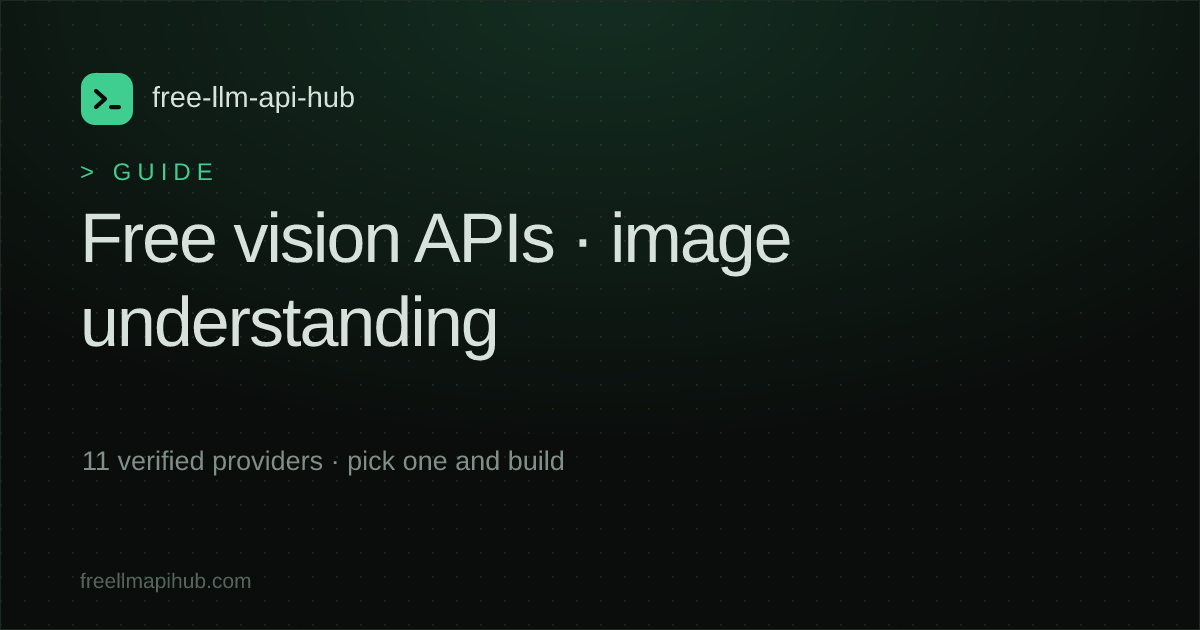 free-llm-api-hub
> GUIDE
Free vision APIs · image
understanding
11 verified providers · pick one and build
freellmapihub.com